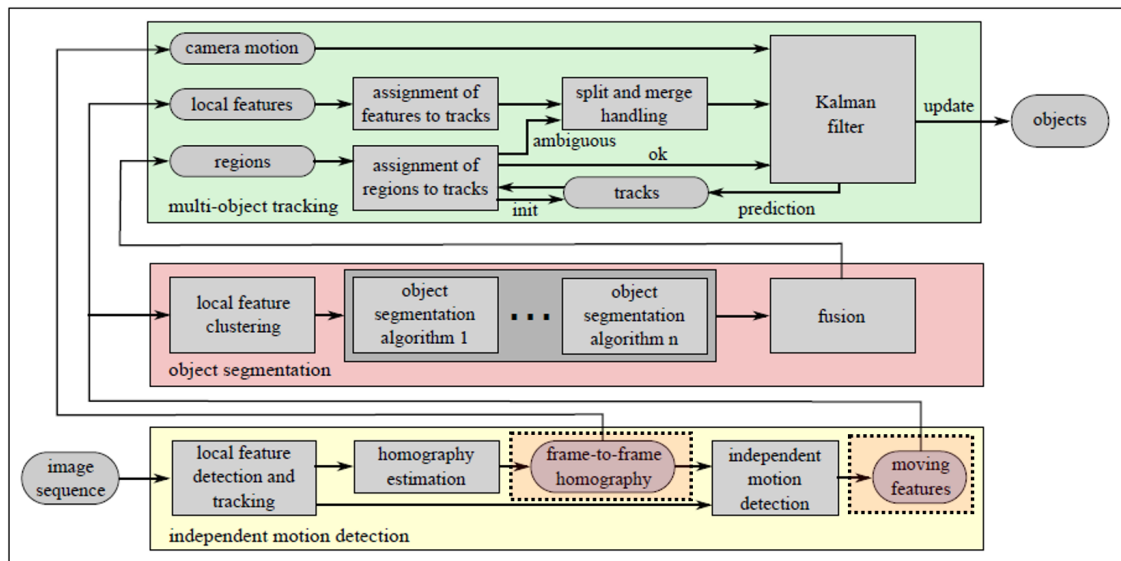 camera motion
local features
assignment of
features to tracks
split and merge
handling
Kalman
filter
update
objects
ambiguous
regions
assignment of
regions to tracks
ok
tracks
init
prediction
multi-object tracking
local feature
clustering
object
segmentation
algorithm 1
...
object
segmentation
algorithm n
fusion
object segmentation
image
sequence
local feature
detection and
tracking
homography
estimation
frame-to-frame
homography
independent
motion
detection
moving
features
independent motion detection